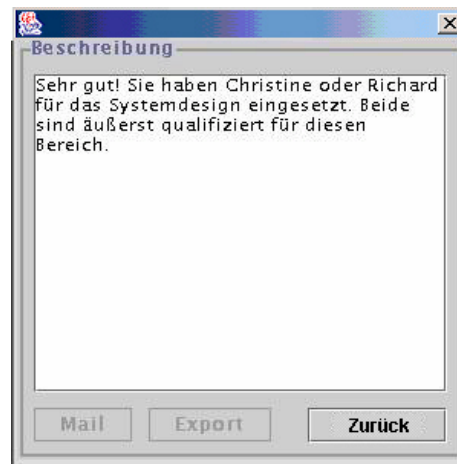 Beschreibung
Sehr gut! Sie haben Christine oder Richard
für das Systemdesign eingesetzt. Beide
sind äußerst qualifiziert für diesen
Bereich.
Mail Export Zurück